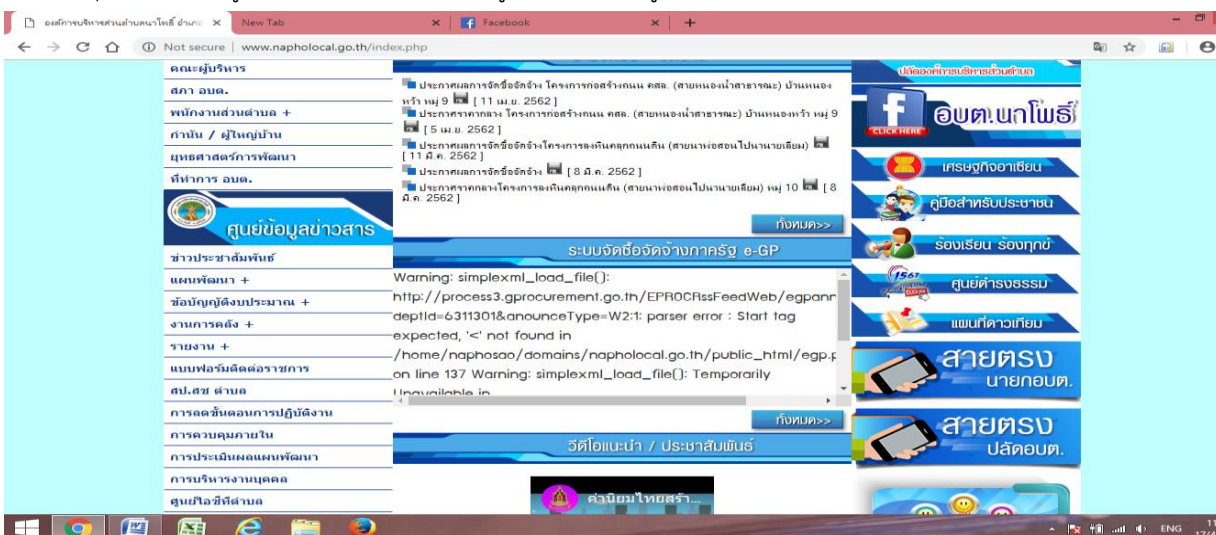 องค์การบริหารส่วนตำบลนาโพธิ์ อำเภอ
New Tab
Facebook
Not secure | www.napholocal.go.th/index.php
คณะผู้บริหาร
สภา อบต.
พนักงานส่วนตำบล +
กำนัน / ผู้ใหญ่บ้าน
ยุทธศาสตร์การพัฒนา
ที่ทำการ อบต.
ศูนย์ข้อมูลข่าวสาร
ข่าวประชาสัมพันธ์
แผนพัฒนา +
ข้อบัญญัติงบประมาณ +
งานการคลัง +
รายงาน +
แบบฟอร์มติดต่อราชการ
สป.สช ตำบล
การลดขั้นตอนการปฏิบัติงาน
การควบคุมภายใน
การประเมินผลแผนพัฒนา
การบริหารงานบุคคล
ศูนย์ไอซีทีตำบล
ประกาศผลการจัดซื้อจัดจ้าง โครงการก่อสร้างถนน คสล. (สายหนองน้ำสาธารณะ) บ้านหนอง
หว้า หมู่ 9 [ 11 เม.ย. 2562 ]
ประกาศราคากลาง โครงการก่อสร้างถนน คสล. (สายหนองน้ำสาธารณะ) บ้านหนองหว้า หมู่ 9
[ 5 เม.ย. 2562 ]
ประกาศผลการจัดซื้อจัดจ้างโครงการลงหินคลุกถนนดิน (สายนาพ่อสอนไปนานายเลียม)
[ 11 มี.ค. 2562 ]
ประกาศผลการจัดซื้อจัดจ้าง [ 8 มี.ค. 2562 ]
ประกาศราคากลางโครงการลงหินคลุกถนนดิน (สายนาพ่อสอนไปนานายเลียม) หมู่ 10 [ 8
มี.ค. 2562 ]
ทั้งหมด>>
ระบบจัดซื้อจัดจ้างภาครัฐ e-GP
Warning: simplexml_load_file():
http://process3.gprocurement.go.th/EPROCRssFeedWeb/egpann
deptId=6311301&anounceType=W2:1: parser error : Start tag
expected, '<' not found in
/home/naphosao/domains/napholocal.go.th/public_html/egp.p
on line 137 Warning: simplexml_load_file(): Temporarily
Unavailable in
ทั้งหมด>>
วีดีโอแนะนำ / ประชาสัมพันธ์
ค่านิยมไทยสร้า...
ปลัดองค์การบริหารส่วนตำบล
อบต.นาโพธิ์
CLICK HERE
เศรษฐกิจอาเซียน
คู่มือสำหรับประชาชน
ร้องเรียน ร้องทุกข์
1567
ศูนย์ดำรงธรรม
แผนที่ดาวเทียม
สายตรง
นายกอบต.
สายตรง
ปลัดอบต.
ENG